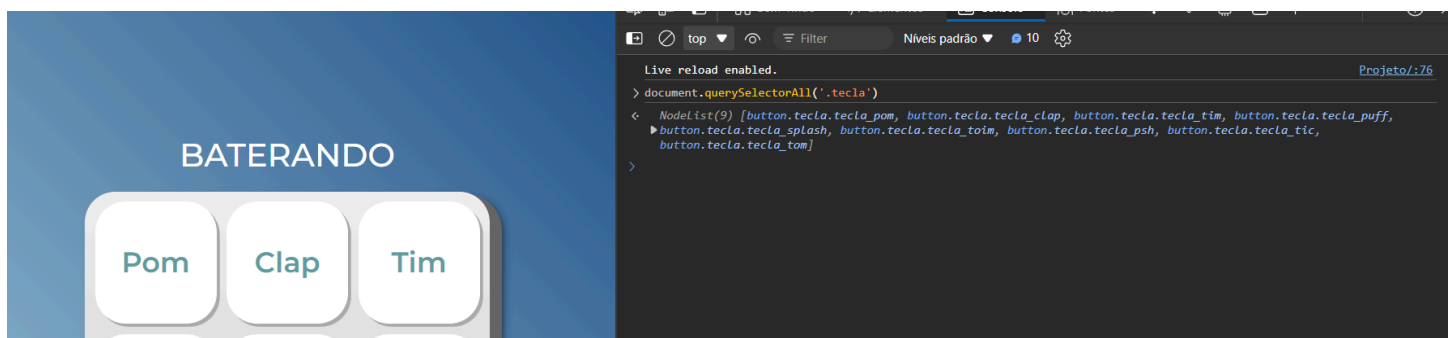 top ▼ Filter Níveis padrão ▼ 10
Live reload enabled. Projeto/:76
> document.querySelectorAll('.tecla')
NodeList(9) [button.tecla.tecla_pom, button.tecla.tecla_clap, button.tecla.tecla_tim, button.tecla.tecla_puff,
button.tecla.tecla_splash, button.tecla.tecla_toim, button.tecla.tecla_psh, button.tecla.tecla_tic,
button.tecla.tecla_tom]
>
BATERANDO
Pom Clap Tim